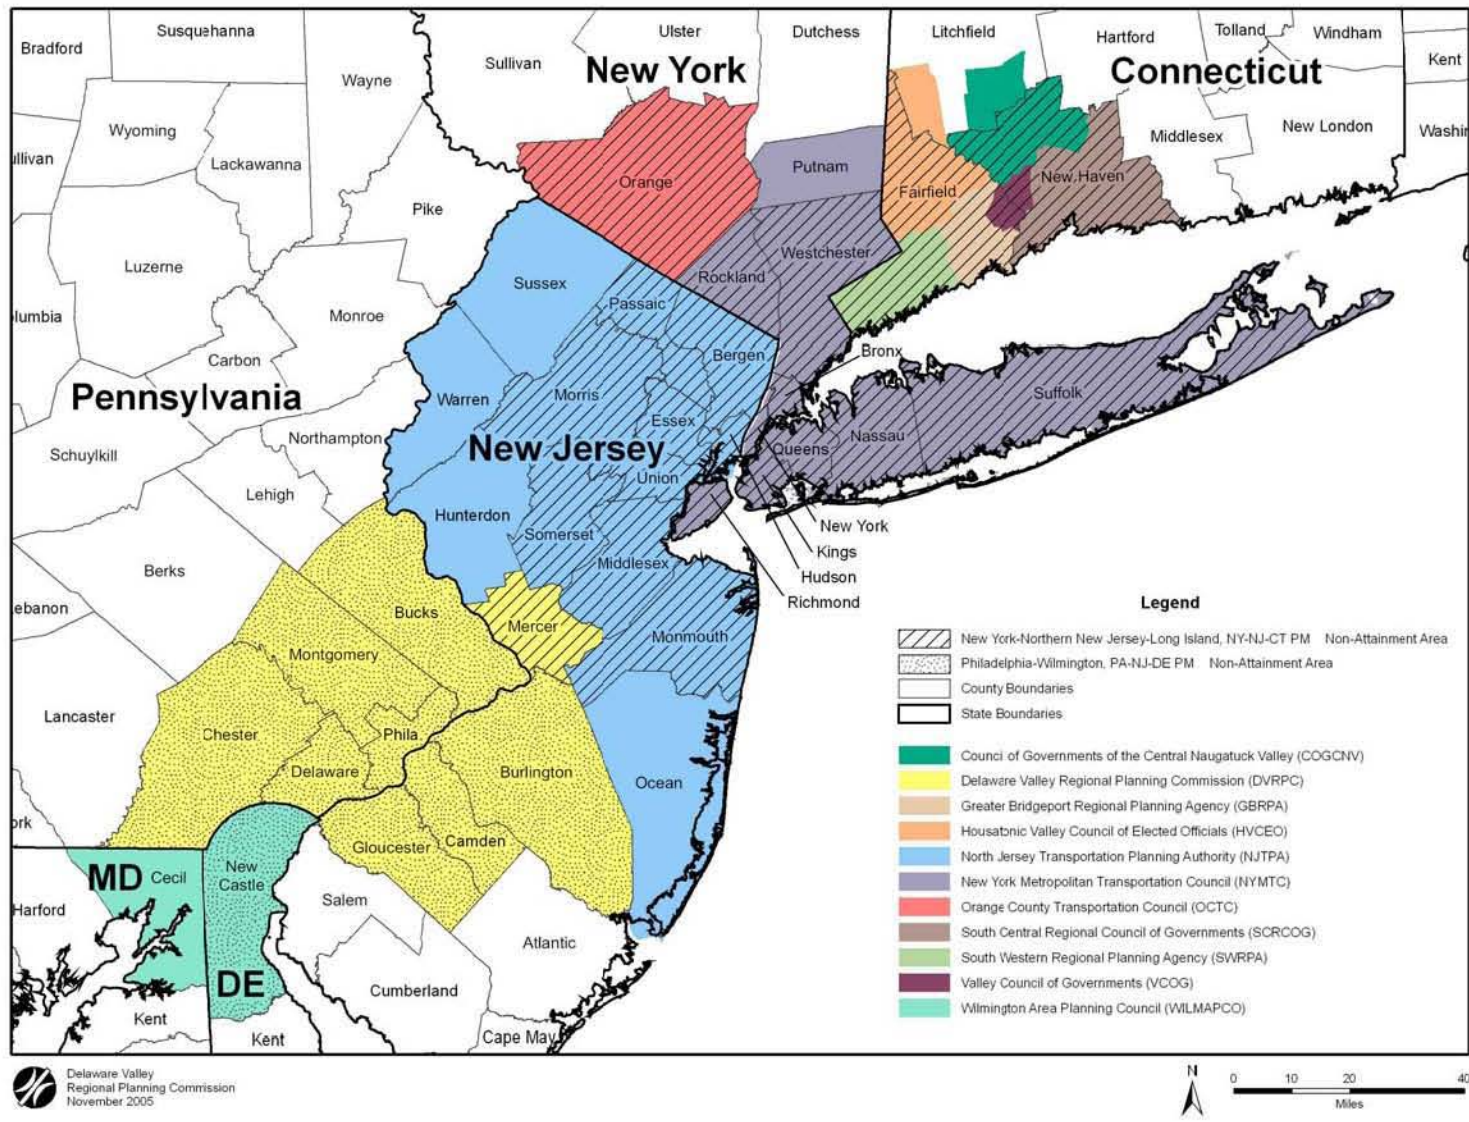 Bradford
Susquehanna
Wayne
Sullivan
Ulster
Dutchess
Litchfield
Hartford
Tolland
Windham
Kent
New York
Connecticut
Wyoming
Lackawanna
ullivan
Pike
Orange
Putnam
Fairfield
New Haven
Middlesex
New London
Washin
Luzerne
Monroe
lumbia
Carbon
Sussex
Passaic
Rockland
Westchester
Bergen
Bronx
Pennsylvania
Warren
Morris
Essex
Suffolk
Northampton
Schuylkill
New Jersey
Queens
Nassau
Lehigh
Union
Hunterdon
Somerset
New York
Middlesex
Kings
Hudson
Richmond
Berks
ebanon
Bucks
Mercer
Monmouth
Montgomery
Lancaster
Chester
Phila
Delaware
Burlington
Ocean
ork
Gloucester
Camden
MD
Cecil
New
Castle
Harford
Salem
Atlantic
DE
Cumberland
Kent
Kent
Cape May
Legend
New York-Northern New Jersey-Long Island, NY-NJ-CT PM Non-Attainment Area
Philadelphia-Wilmington, PA-NJ-DE PM Non-Attainment Area
County Boundaries
State Boundaries
Council of Governments of the Central Naugatuck Valley (COGCNV)
Delaware Valley Regional Planning Commission (DVRPC)
Greater Bridgeport Regional Planning Agency (GBRPA)
Housatonic Valley Council of Elected Officials (HVCEO)
North Jersey Transportation Planning Authority (NJTPA)
New York Metropolitan Transportation Council (NYMTC)
Orange County Transportation Council (OCTC)
South Central Regional Council of Governments (SCRCOG)
South Western Regional Planning Agency (SWRPA)
Valley Council of Governments (VCOG)
Wilmington Area Planning Council (WILMAPCO)
Delaware Valley
Regional Planning Commission
November 2005
N
0 10 20 40
Miles